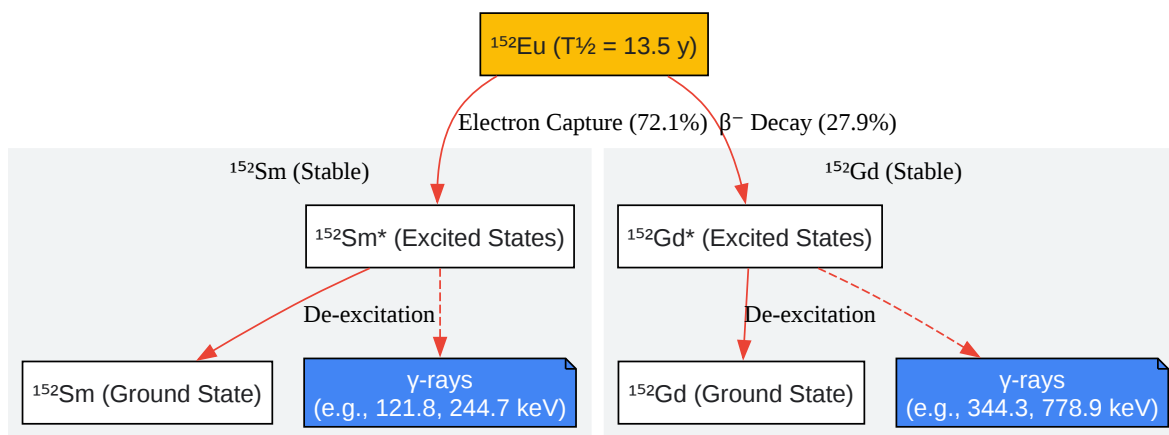 ¹⁵²Eu (T½ = 13.5 y)
Electron Capture (72.1%)
β⁻ Decay (27.9%)
¹⁵²Sm (Stable)
¹⁵²Gd (Stable)
¹⁵²Sm* (Excited States)
¹⁵²Gd* (Excited States)
De-excitation
De-excitation
¹⁵²Sm (Ground State)
γ-rays
(e.g., 121.8, 244.7 keV)
¹⁵²Gd (Ground State)
γ-rays
(e.g., 344.3, 778.9 keV)